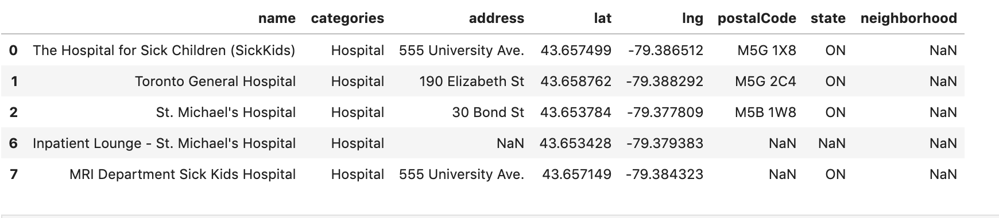 name categories address lat lng postalCode state neighborhood
0 The Hospital for Sick Children (SickKids) Hospital 555 University Ave. 43.657499 -79.386512 M5G 1X8 ON NaN
1 Toronto General Hospital Hospital 190 Elizabeth St 43.658762 -79.388292 M5G 2C4 ON NaN
2 St. Michael's Hospital Hospital 30 Bond St 43.653784 -79.377809 M5B 1W8 ON NaN
6 Inpatient Lounge - St. Michael's Hospital Hospital NaN 43.653428 -79.379383 NaN NaN NaN
7 MRI Department Sick Kids Hospital Hospital 555 University Ave. 43.657149 -79.384323 NaN ON NaN